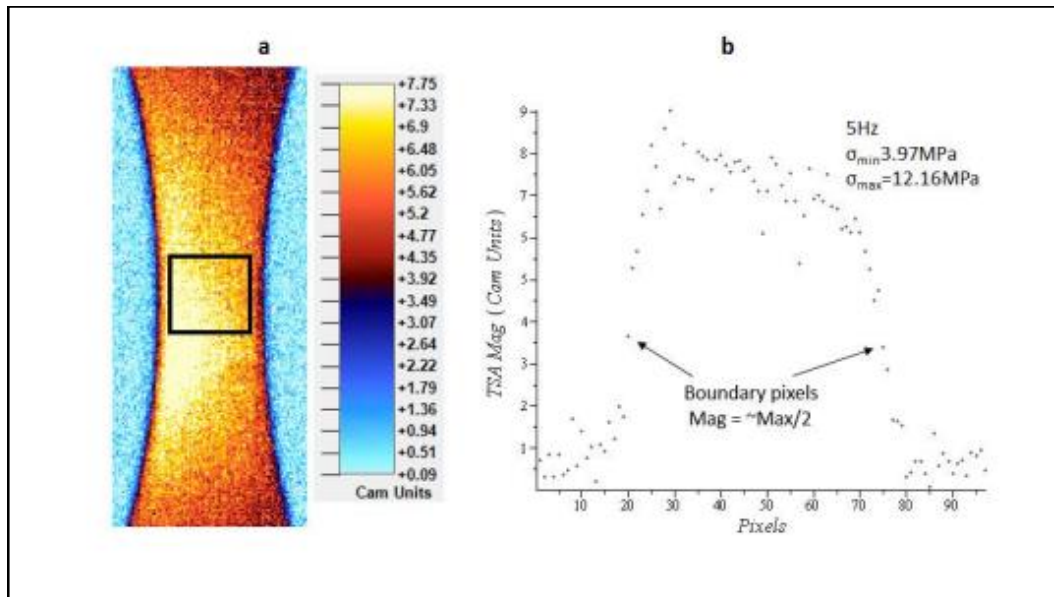 a
+7.75
+7.33
+6.9
+6.48
+6.05
+5.62
+5.2
+4.77
+4.35
+3.92
+3.49
+3.07
+2.64
+2.22
+1.79
+1.36
+0.94
+0.51
+0.09
Cam Units
b
5Hz
σmin3.97MPa
σmax=12.16MPa
TSA Mag ( Cam Units )
9
8
7
6
5
4
3
2
1
Boundary pixels
Mag = ~Max/2
10 20 30 40 50 60 70 80 90
Pixels